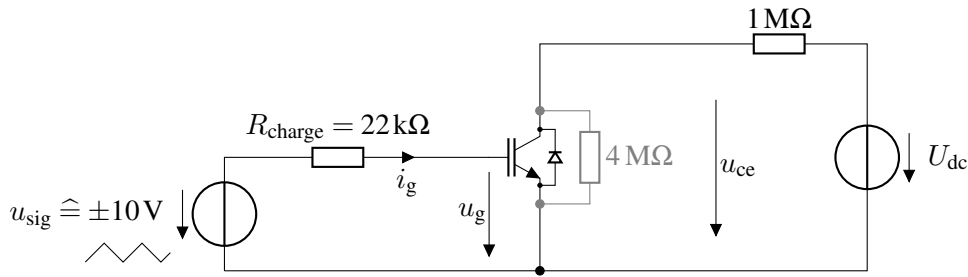 1 MΩ
R_charge = 22 kΩ
4 MΩ
u_ce
U_dc
i_g
u_g
u_sig ≙ ±10 V